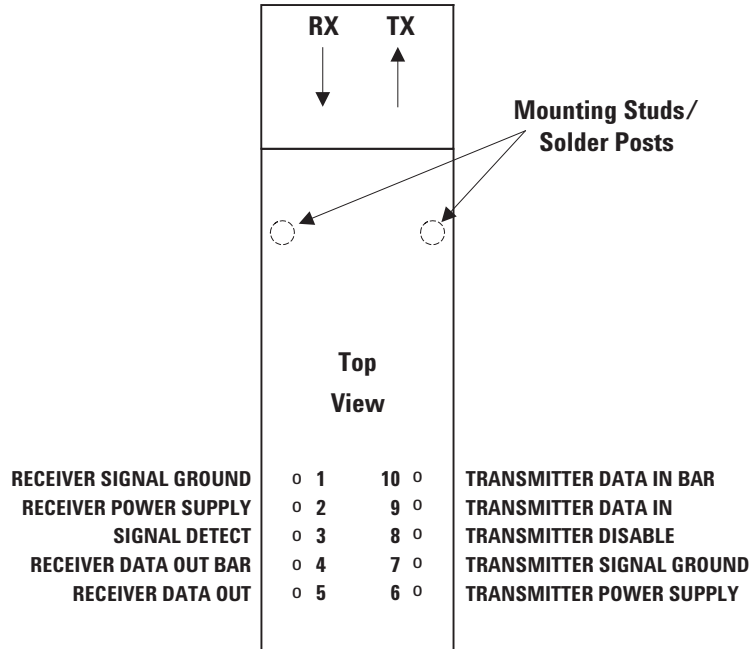 RX TX
Mounting Studs/
Solder Posts
Top
View
RECEIVER SIGNAL GROUND o 1 10 o TRANSMITTER DATA IN BAR
RECEIVER POWER SUPPLY o 2 9 o TRANSMITTER DATA IN
SIGNAL DETECT o 3 8 o TRANSMITTER DISABLE
RECEIVER DATA OUT BAR o 4 7 o TRANSMITTER SIGNAL GROUND
RECEIVER DATA OUT o 5 6 o TRANSMITTER POWER SUPPLY